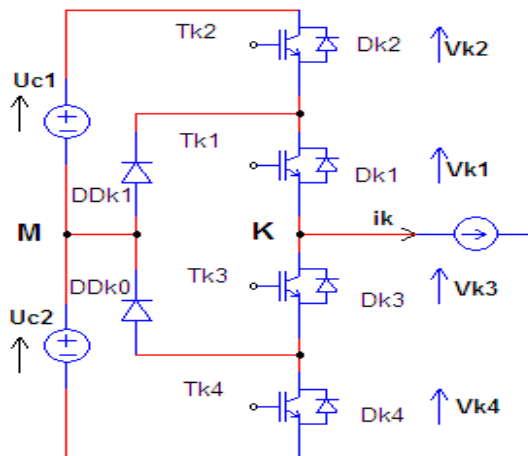 Tk2
Dk2
Vk2
Uc1
Tk1
DDk1
Dk1
Vk1
M
K
ik
DDk0
Tk3
Dk3
Vk3
Uc2
Tk4
Dk4
Vk4